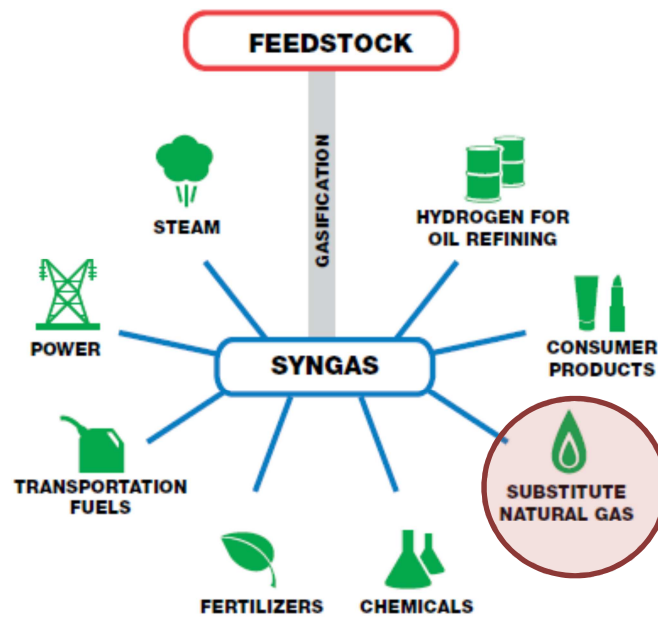 FEEDSTOCK
GASIFICATION
STEAM
HYDROGEN FOR
OIL REFINING
POWER
SYNGAS
CONSUMER
PRODUCTS
TRANSPORTATION
FUELS
SUBSTITUTE
NATURAL GAS
FERTILIZERS
CHEMICALS